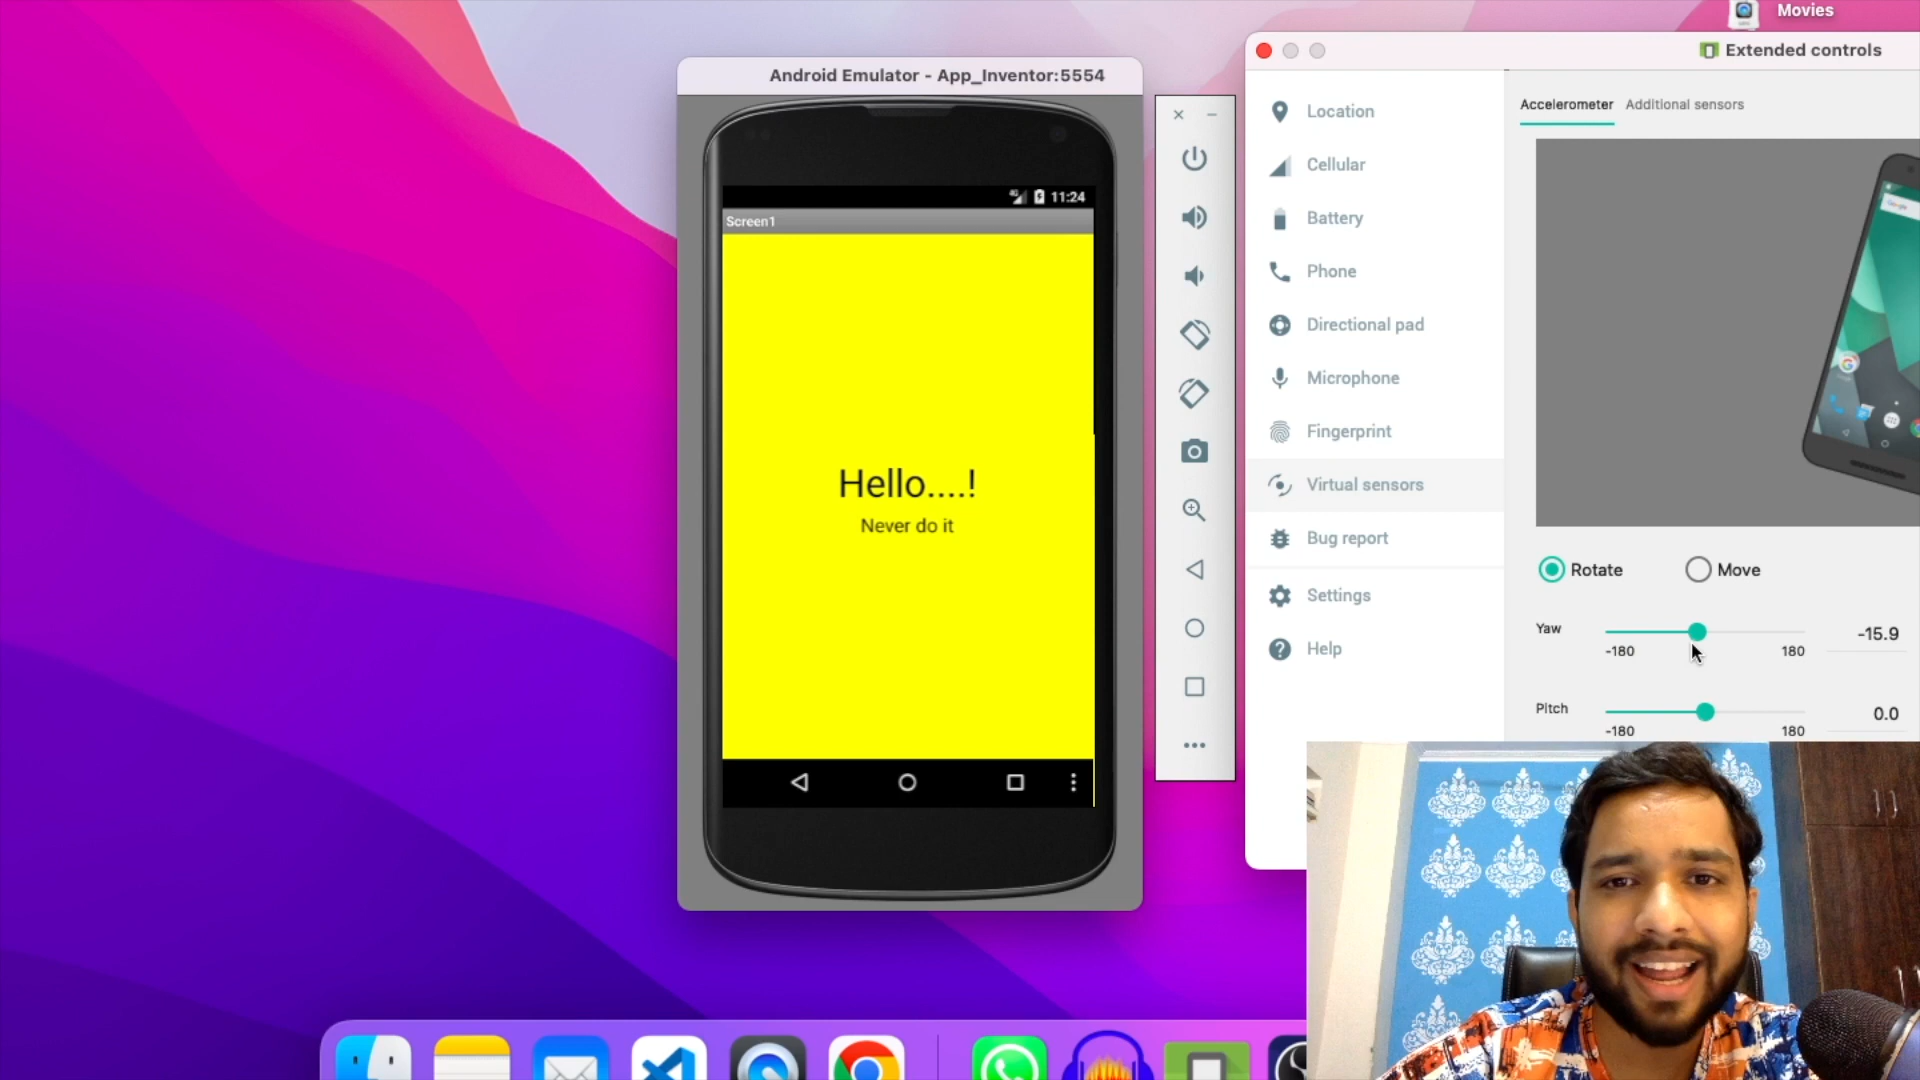 Movies
Android Emulator - App_Inventor:5554
Extended controls
11:24
Screen1
Hello....!
Never do it
Location
Cellular
Battery
Phone
Directional pad
Microphone
Fingerprint
Virtual sensors
Bug report
Settings
Help
Accelerometer
Additional sensors
Rotate
Move
Yaw
-15.9
-180
180
Pitch
0.0
-180
180